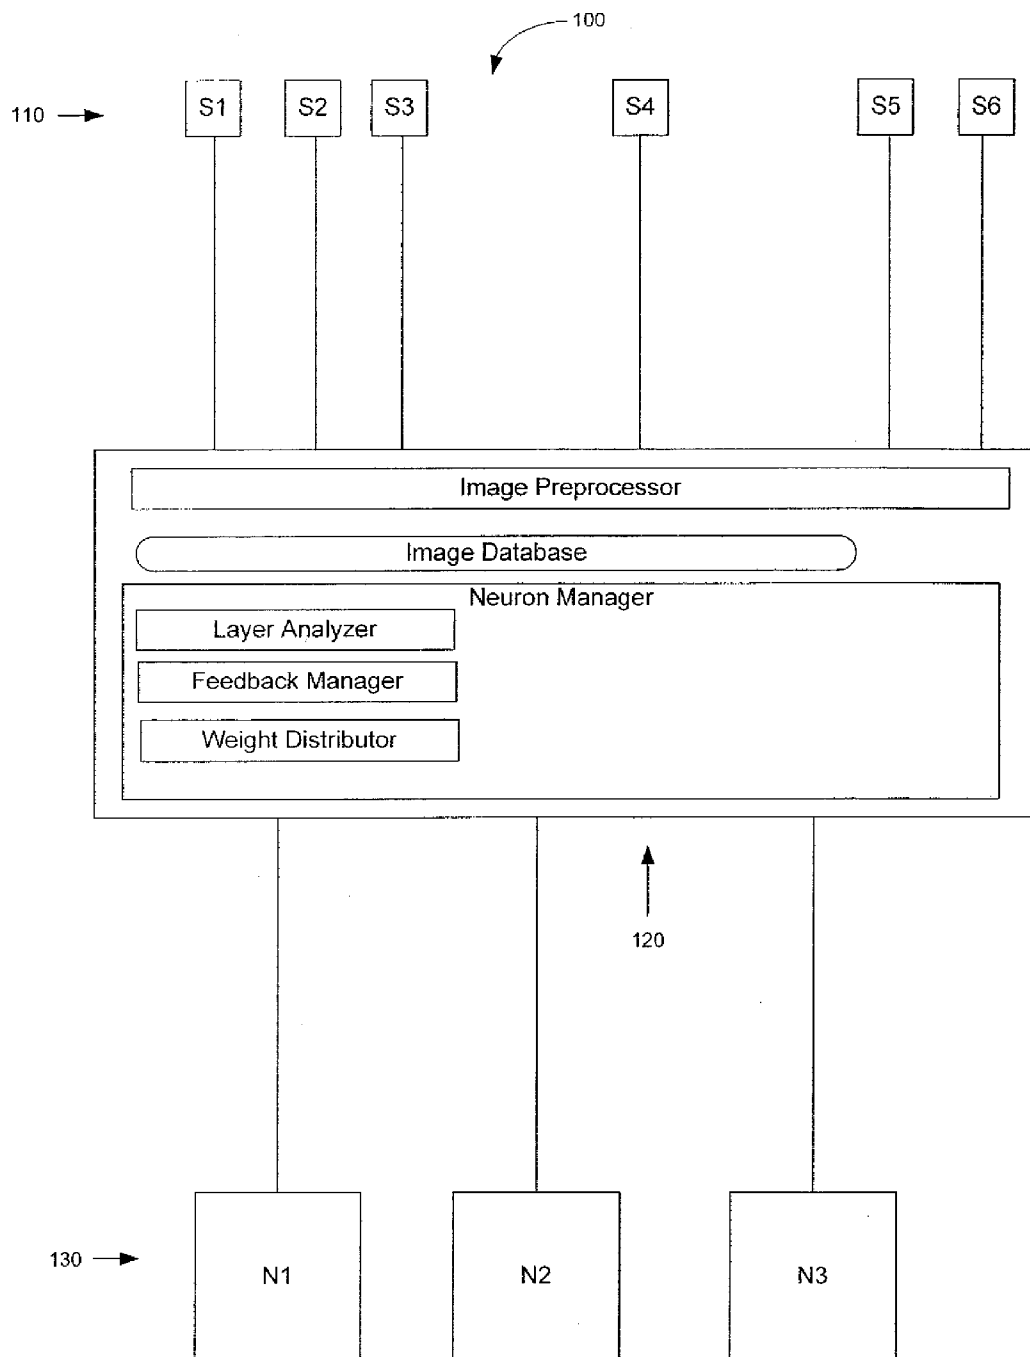 100
110
S1 S2 S3 S4 S5 S6
Image Preprocessor
Image Database
Neuron Manager
Layer Analyzer
Feedback Manager
Weight Distributor
120
130
N1 N2 N3